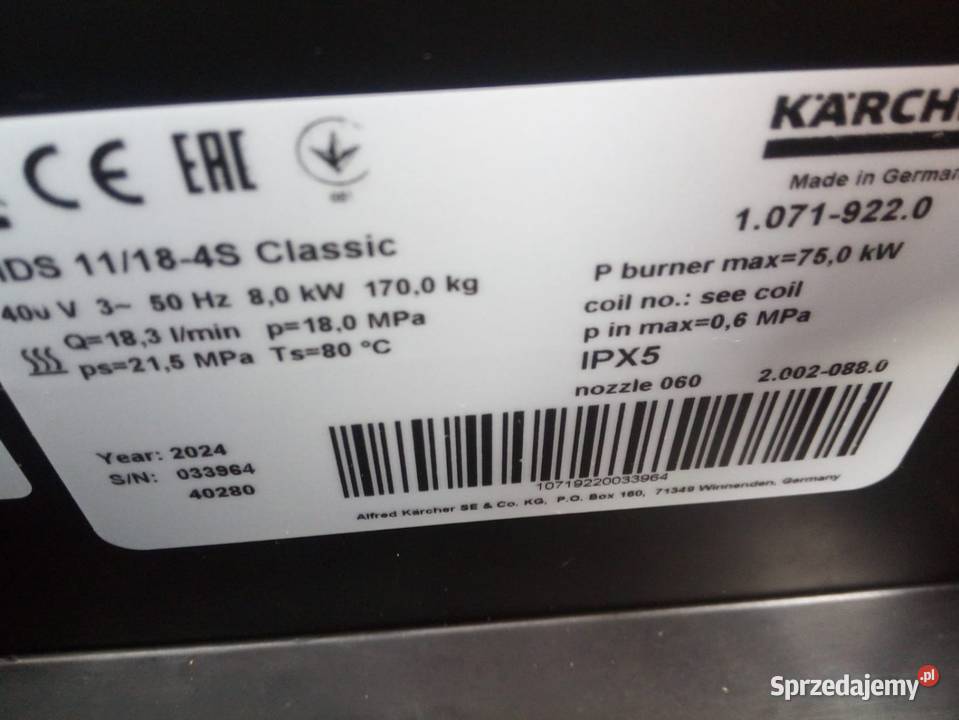 CE EAC
KÄRCH
Made in German
1.071-922.0
HDS 11/18-4S Classic
400 V 3~ 50 Hz 8,0 kW 170,0 kg
Q=18,3 l/min p=18,0 MPa
ps=21,5 MPa Ts=80 °C
P burner max=75,0 kW
coil no.: see coil
p in max=0,6 MPa
IPX5
nozzle 060 2.002-088.0
Year: 2024
S/N: 033964
40280
10719220033964
Alfred Kärcher SE & Co. KG, P.O. Box 160, 71349 Winnenden, Germany
Sprzedajemy.pl